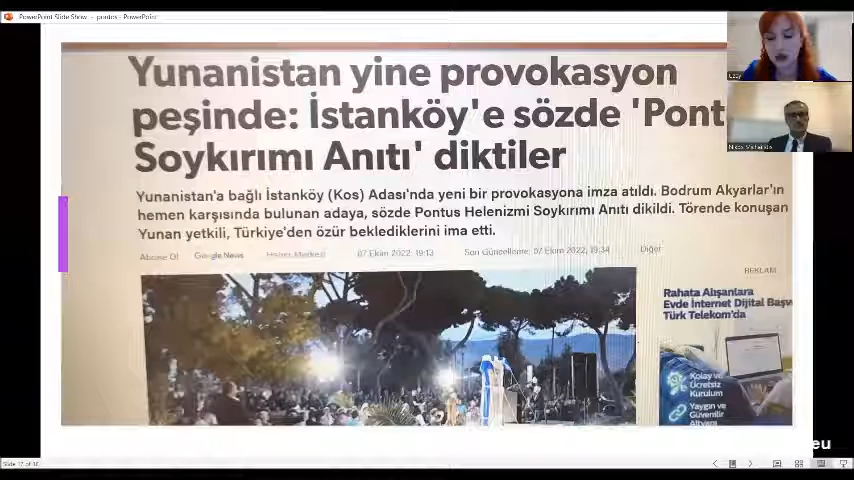 PowerPoint Slide Show - pontos - PowerPoint
Yunanistan yine provokasyon
peşinde: İstanköy'e sözde 'Pont
Soykırımı Anıtı' diktiler
Yunanistan'a bağlı İstanköy (Kos) Adası'nda yeni bir provokasyona imza atıldı. Bodrum Akyarlar'ın
hemen karşısında bulunan adaya, sözde Pontus Helenizmi Soykırımı Anıtı dikildi. Törende konuşan
Yunan yetkili, Türkiye'den özür beklediklerini ima etti.
Abone Ol Google News Haber Merkezi 07 Ekim 2022, 19:13 Son Güncelleme: 07 Ekim 2022, 19:34 Diğer
REKLAM
Rahata Alışanlara
Evde İnternet Dijital Başv
Türk Telekom'da
Kolay ve
Ücretsiz
Kurulum
Yaygın ve
Güvenilir
Altyapı
Nikos Michailidis
eu